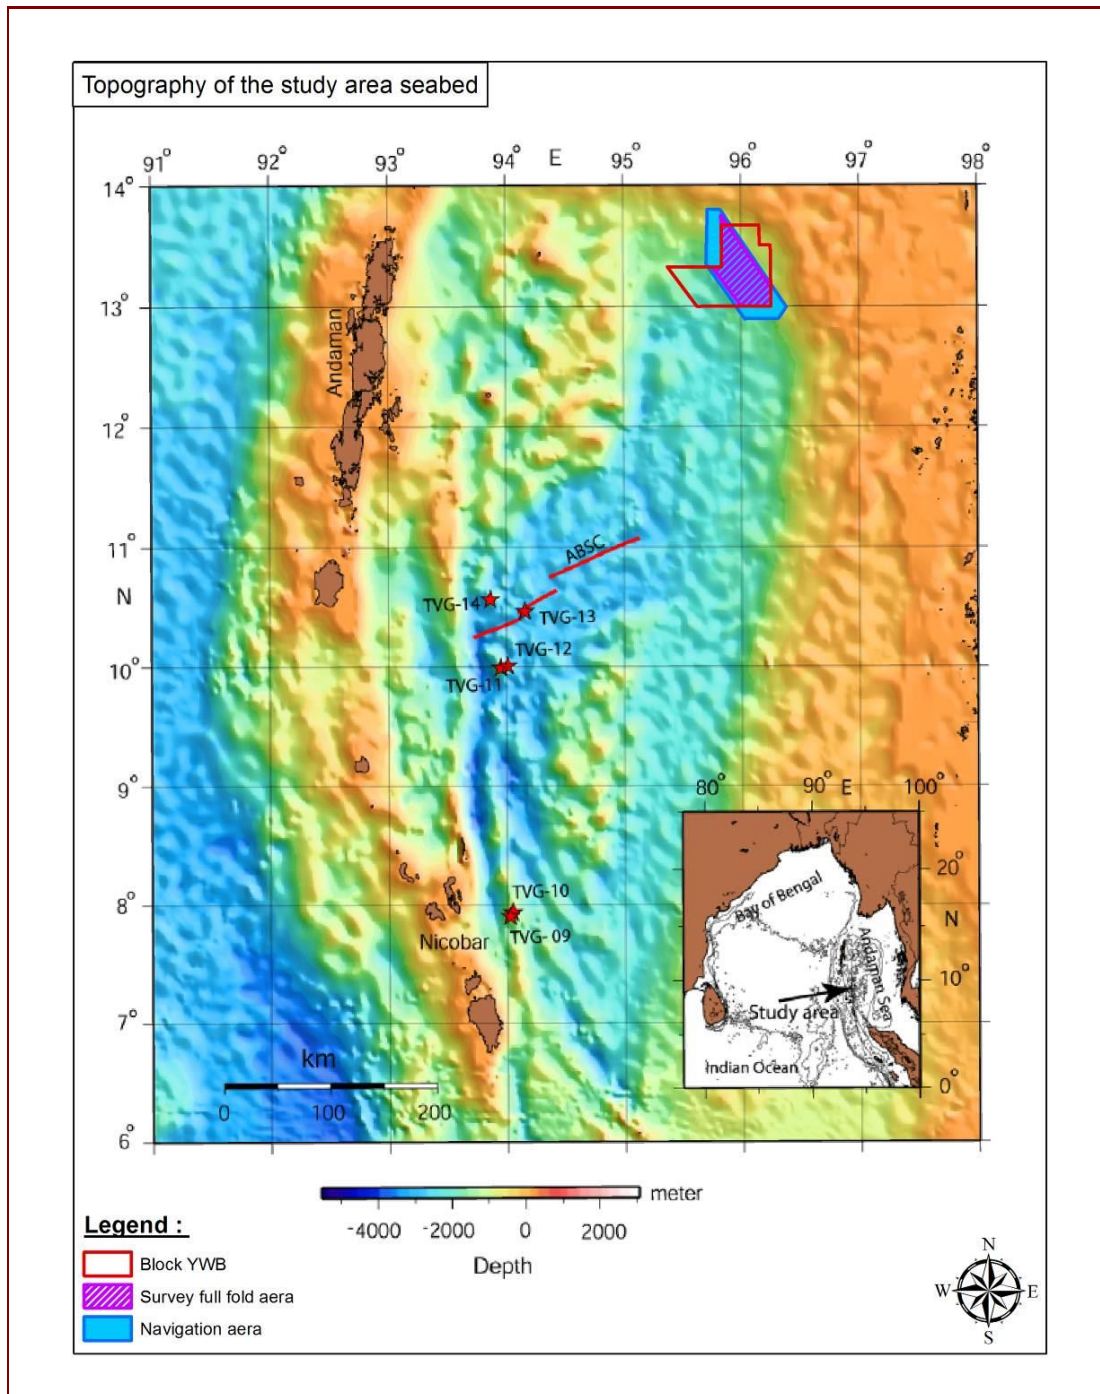 Topography of the study area seabed
91° 92° 93° 94° E 95° 96° 97° 98°
14°
13°
Andaman
12°
11°
ABSC
N
TVG-14
TVG-13
TVG-12
10°
TVG-11
9°
80° 90° E 100°
20°
Bay of Bengal
TVG-10
8°
N
Nicobar
TVG- 09
Andaman Sea
10°
7°
Study area
km
Indian Ocean
0°
0 100 200
6°
meter
-4000 -2000 0 2000
Depth
Legend :
Block YWB
Survey full fold aera
Navigation aera
N
W E
S